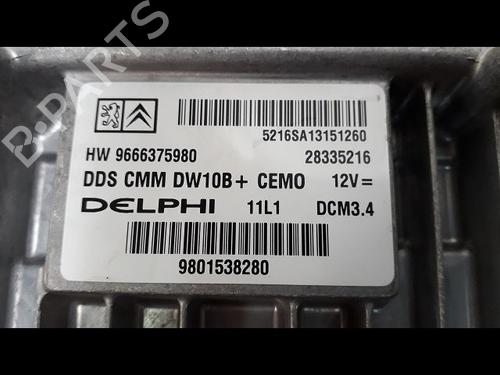 B-PARTS
5216SA13151260
HW 9666375980 28335216
DDS CMM DW10B+ CEMO 12V=
DELPHI 11L1 DCM3.4
9801538280